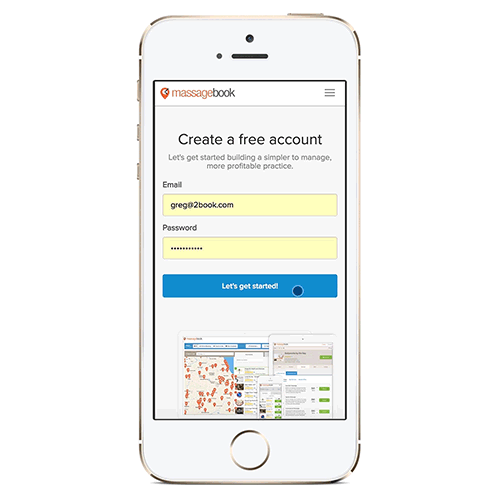 massagebook
Create a free account
Let's get started building a simpler to manage,
more profitable practice.
Email
greg@2book.com
Password
•••••••••••
Let's get started!